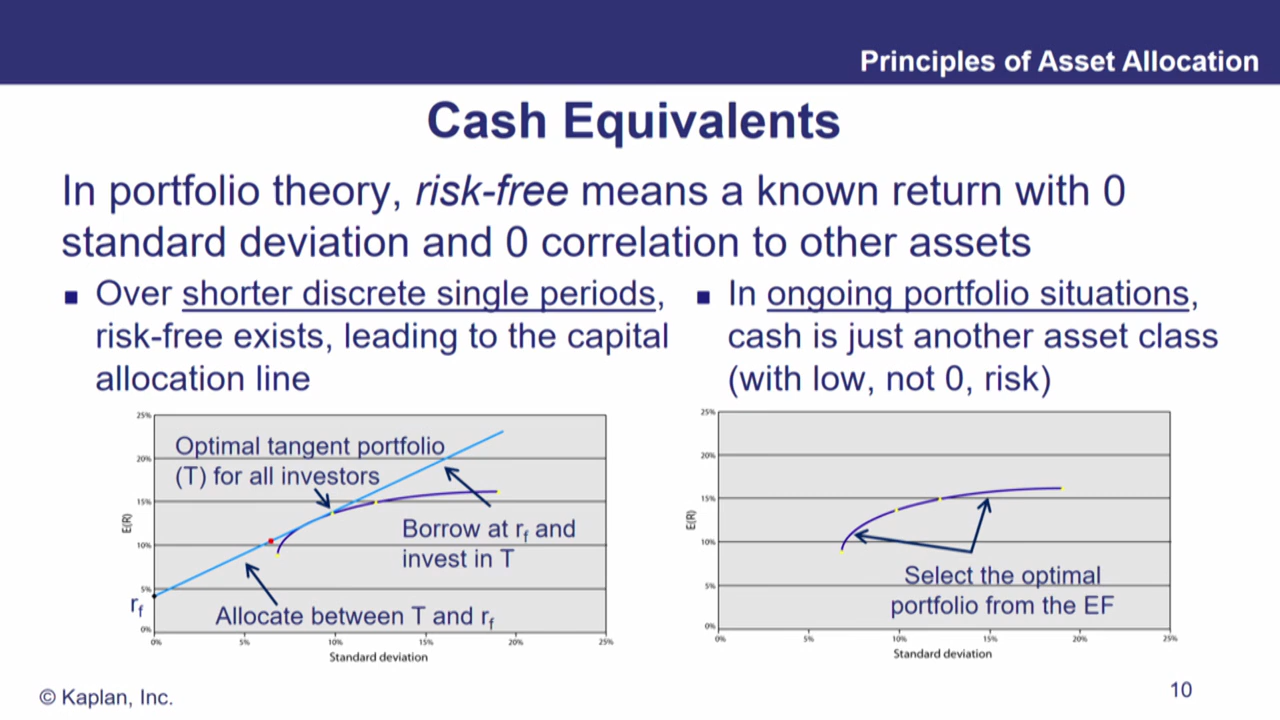 Principles of Asset Allocation
Cash Equivalents
In portfolio theory, risk-free means a known return with 0
standard deviation and 0 correlation to other assets
■ Over shorter discrete single periods,
risk-free exists, leading to the capital
allocation line
25%
20%
15%
10%
5%
0%
E(R)
Optimal tangent portfolio
(T) for all investors
Borrow at rf and
invest in T
rf
Allocate between T and rf
0% 5% 10% 15% 20% 25%
Standard deviation
■ In ongoing portfolio situations,
cash is just another asset class
(with low, not 0, risk)
25%
20%
15%
10%
5%
0%
E(R)
Select the optimal
portfolio from the EF
0% 5% 10% 15% 20% 25%
Standard deviation
© Kaplan, Inc.
10